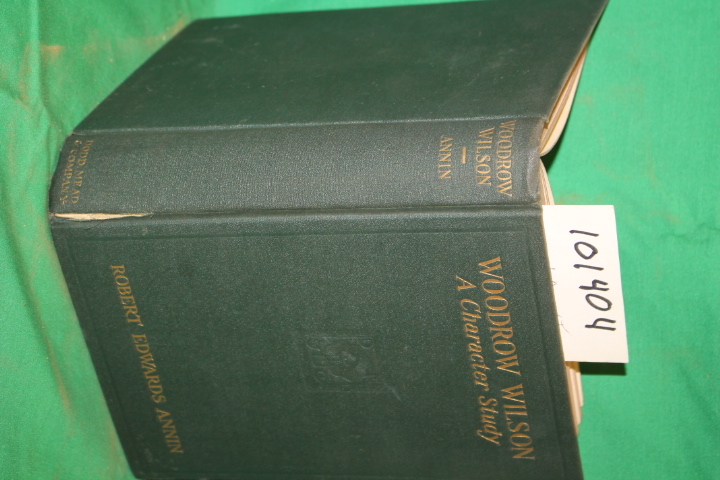 WOODROW
WILSON
ANNIN
DODD MEAD
& COMPANY
WOODROW WILSON
A Character Study
ROBERT EDWARDS ANNIN
101404